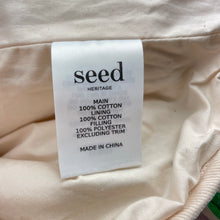 seed
HERITAGE
MAIN
100% COTTON
LINING
100% COTTON
FILLING
100% POLYESTER
EXCLUDING TRIM
MADE IN CHINA